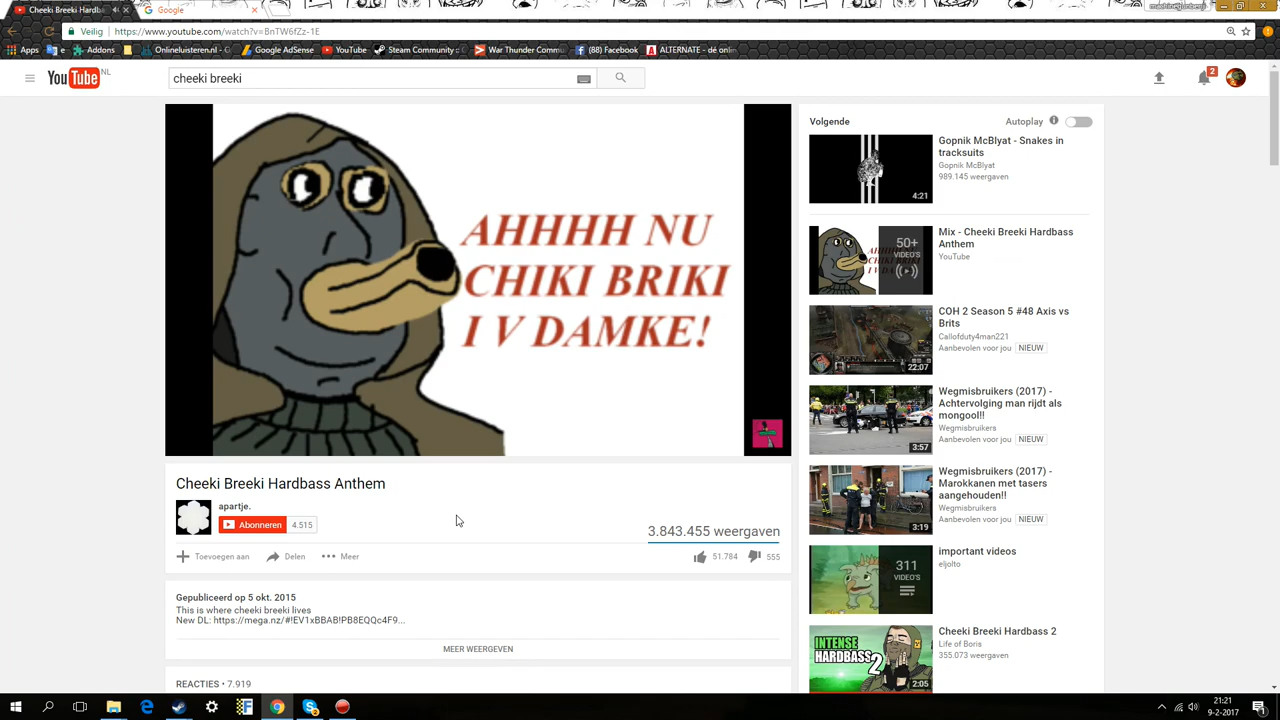 Cheeki Breeki Hardb
Google
Veilig
https://www.youtube.com/watch?v=BnTW6fZz-1E
Apps
Addons
Onlinelusteren.nl
Google AdSense
YouTube
Steam Community
War Thunder Comm
(88) Facebook
ALTERNATE - dé onlin
YouTube NL
cheeki breeki
2
AHHHH NU
CHIKI BRIKI
I V DAMKE!
Cheeki Breeki Hardbass Anthem
apartje.
Abonneren 4.515
3.843.455 weergaven
Toevoegen aan
Delen
Meer
51.784
555
Gepubliceerd op 5 okt. 2015
This is where cheeki breeki lives
New DL: https://mega.nz/#!EV1xBBAB!PB8EQQc4F9...
MEER WEERGEVEN
REACTIES • 7.919
Volgende
Autoplay
Gopnik McBlyat - Snakes in
tracksuits
Gopnik McBlyat
989.145 weergaven
4:21
50+
VIDEO'S
Mix - Cheeki Breeki Hardbass
Anthem
YouTube
COH 2 Season 5 #48 Axis vs
Brits
Callofduty4man221
Aanbevolen voor jou NIEUW
22:07
Wegmisbruikers (2017) -
Achtervolging man rijdt als
mongool!!
Wegmisbruikers
Aanbevolen voor jou NIEUW
3:57
Wegmisbruikers (2017) -
Marokkanen met tasers
aangehouden!!
Wegmisbruikers
Aanbevolen voor jou NIEUW
3:19
311
VIDEO'S
important videos
eljolto
INTENSE
HARDBASS
2
2:05
Cheeki Breeki Hardbass 2
Life of Boris
355.073 weergaven
21:21
9-2-2017